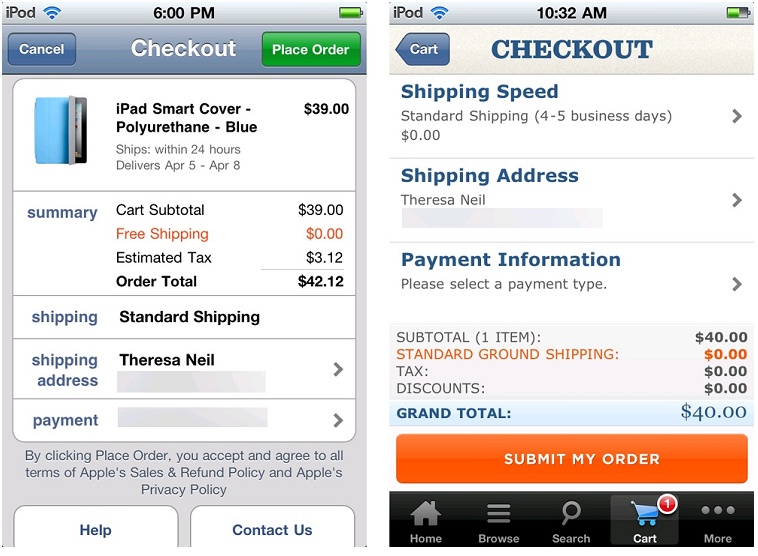 iPod 6:00 PM
Cancel Checkout Place Order
iPad Smart Cover - $39.00
Polyurethane - Blue
Ships: within 24 hours
Delivers Apr 5 - Apr 8
summary Cart Subtotal $39.00
Free Shipping $0.00
Estimated Tax $3.12
Order Total $42.12
shipping Standard Shipping
shipping address Theresa Neil
payment
By clicking Place Order, you accept and agree to all
terms of Apple's Sales & Refund Policy and Apple's
Privacy Policy
Help Contact Us
iPod 10:32 AM
Cart CHECKOUT
Shipping Speed
Standard Shipping (4-5 business days)
$0.00
Shipping Address
Theresa Neil
Payment Information
Please select a payment type.
SUBTOTAL (1 ITEM): $40.00
STANDARD GROUND SHIPPING: $0.00
TAX: $0.00
DISCOUNTS: $0.00
GRAND TOTAL: $40.00
SUBMIT MY ORDER
1
Home Browse Search Cart More